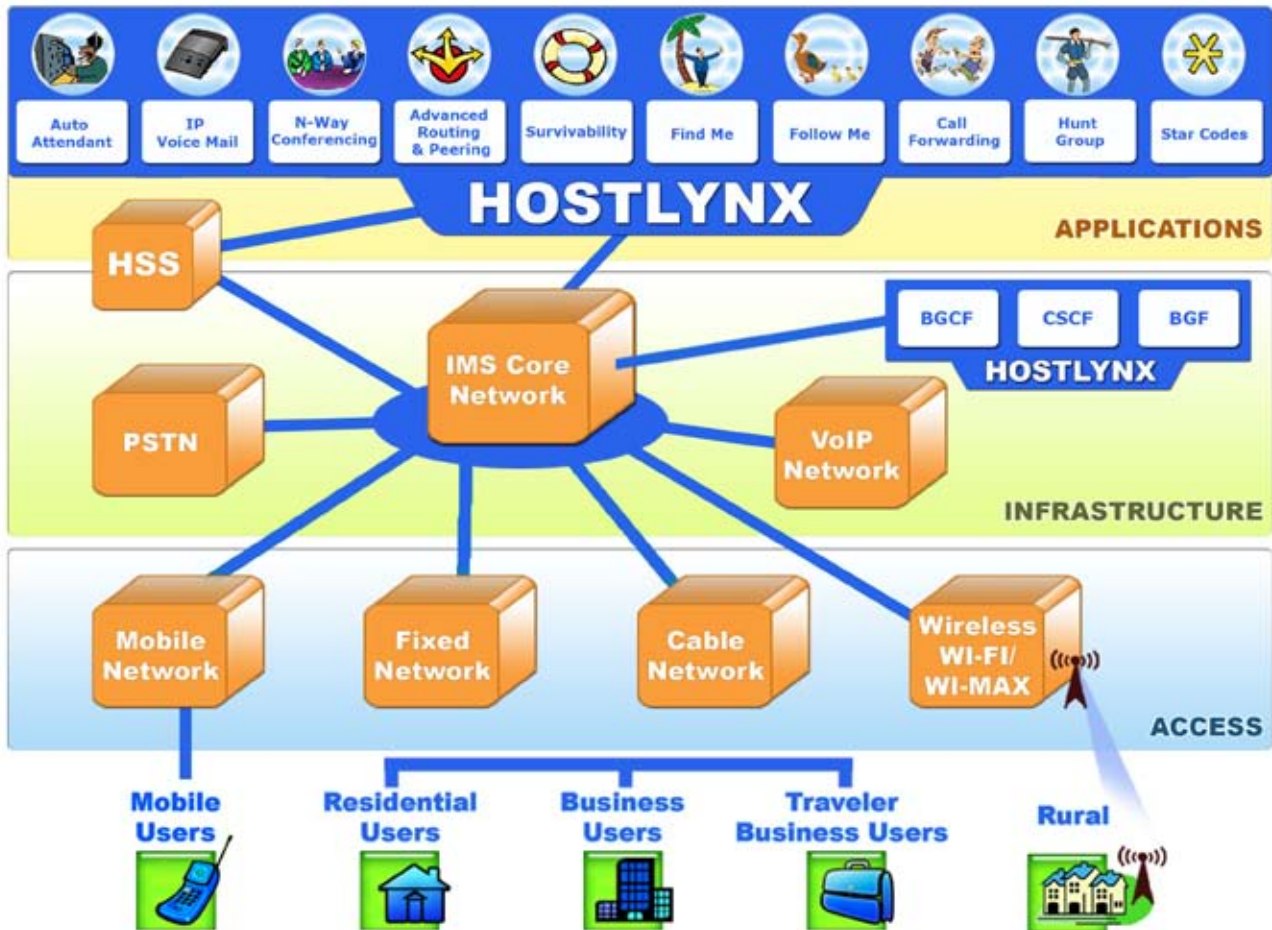 Auto
Attendant
IP
Voice Mail
N-Way
Conferencing
Advanced
Routing
& Peering
Survivability
Find Me
Follow Me
Call
Forwarding
Hunt
Group
Star Codes
HOSTLYNX
APPLICATIONS
HSS
IMS Core
Network
BGCF
CSCF
BGF
HOSTLYNX
PSTN
VoIP
Network
INFRASTRUCTURE
Mobile
Network
Fixed
Network
Cable
Network
Wireless
WI-FI/
WI-MAX
ACCESS
Mobile
Users
Residential
Users
Business
Users
Traveler
Business Users
Rural